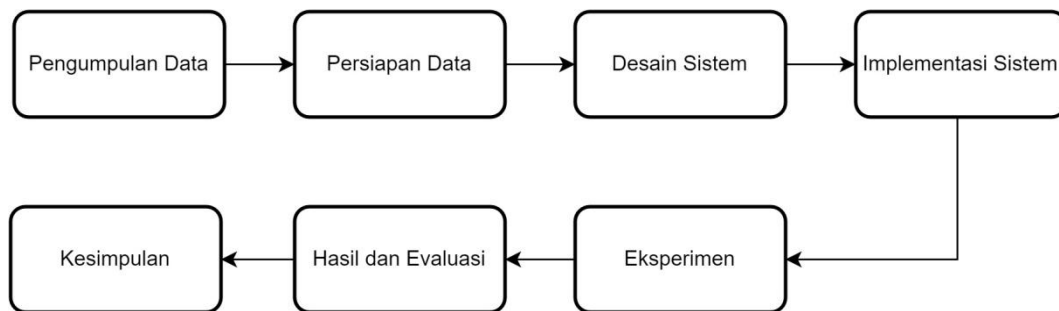 Pengumpulan Data
Persiapan Data
Desain Sistem
Implementasi Sistem
Eksperimen
Hasil dan Evaluasi
Kesimpulan